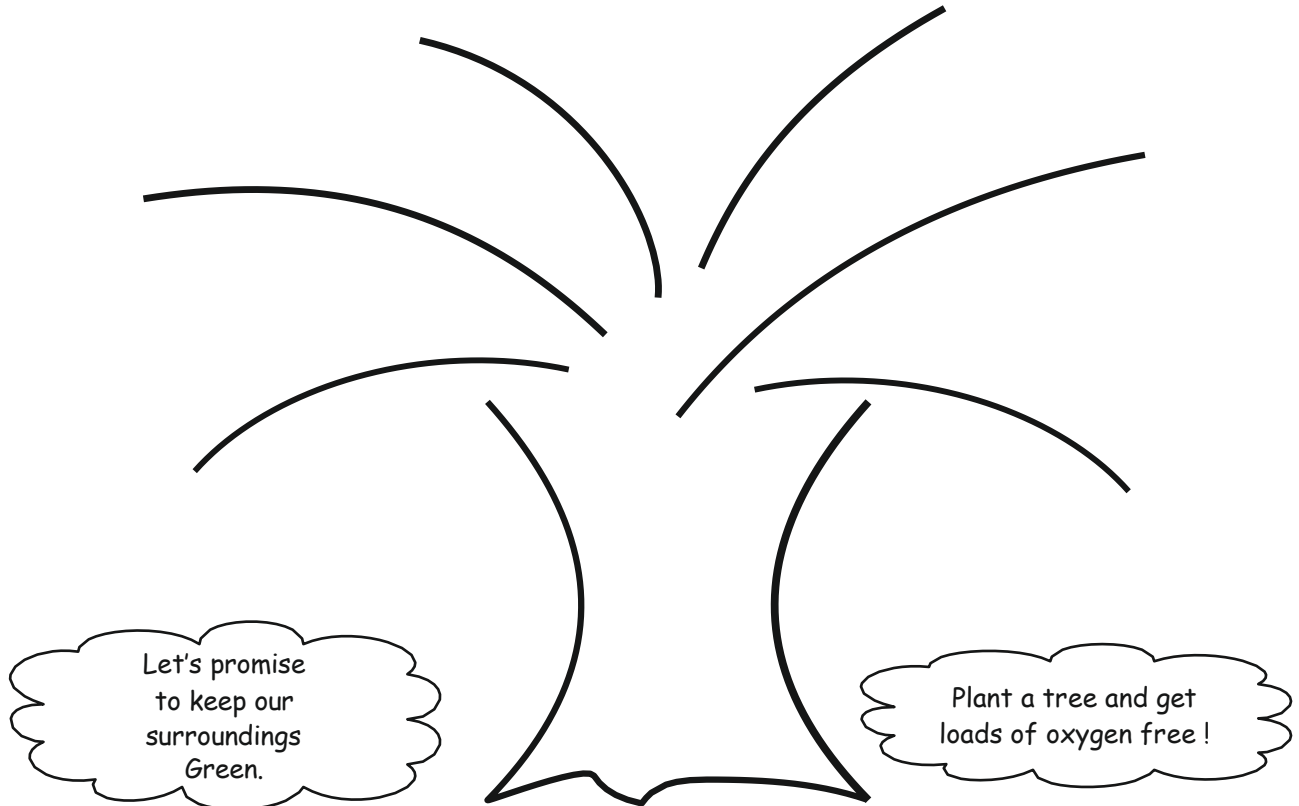 Let's promise
to keep our
surroundings
Green.
Plant a tree and get
loads of oxygen free !